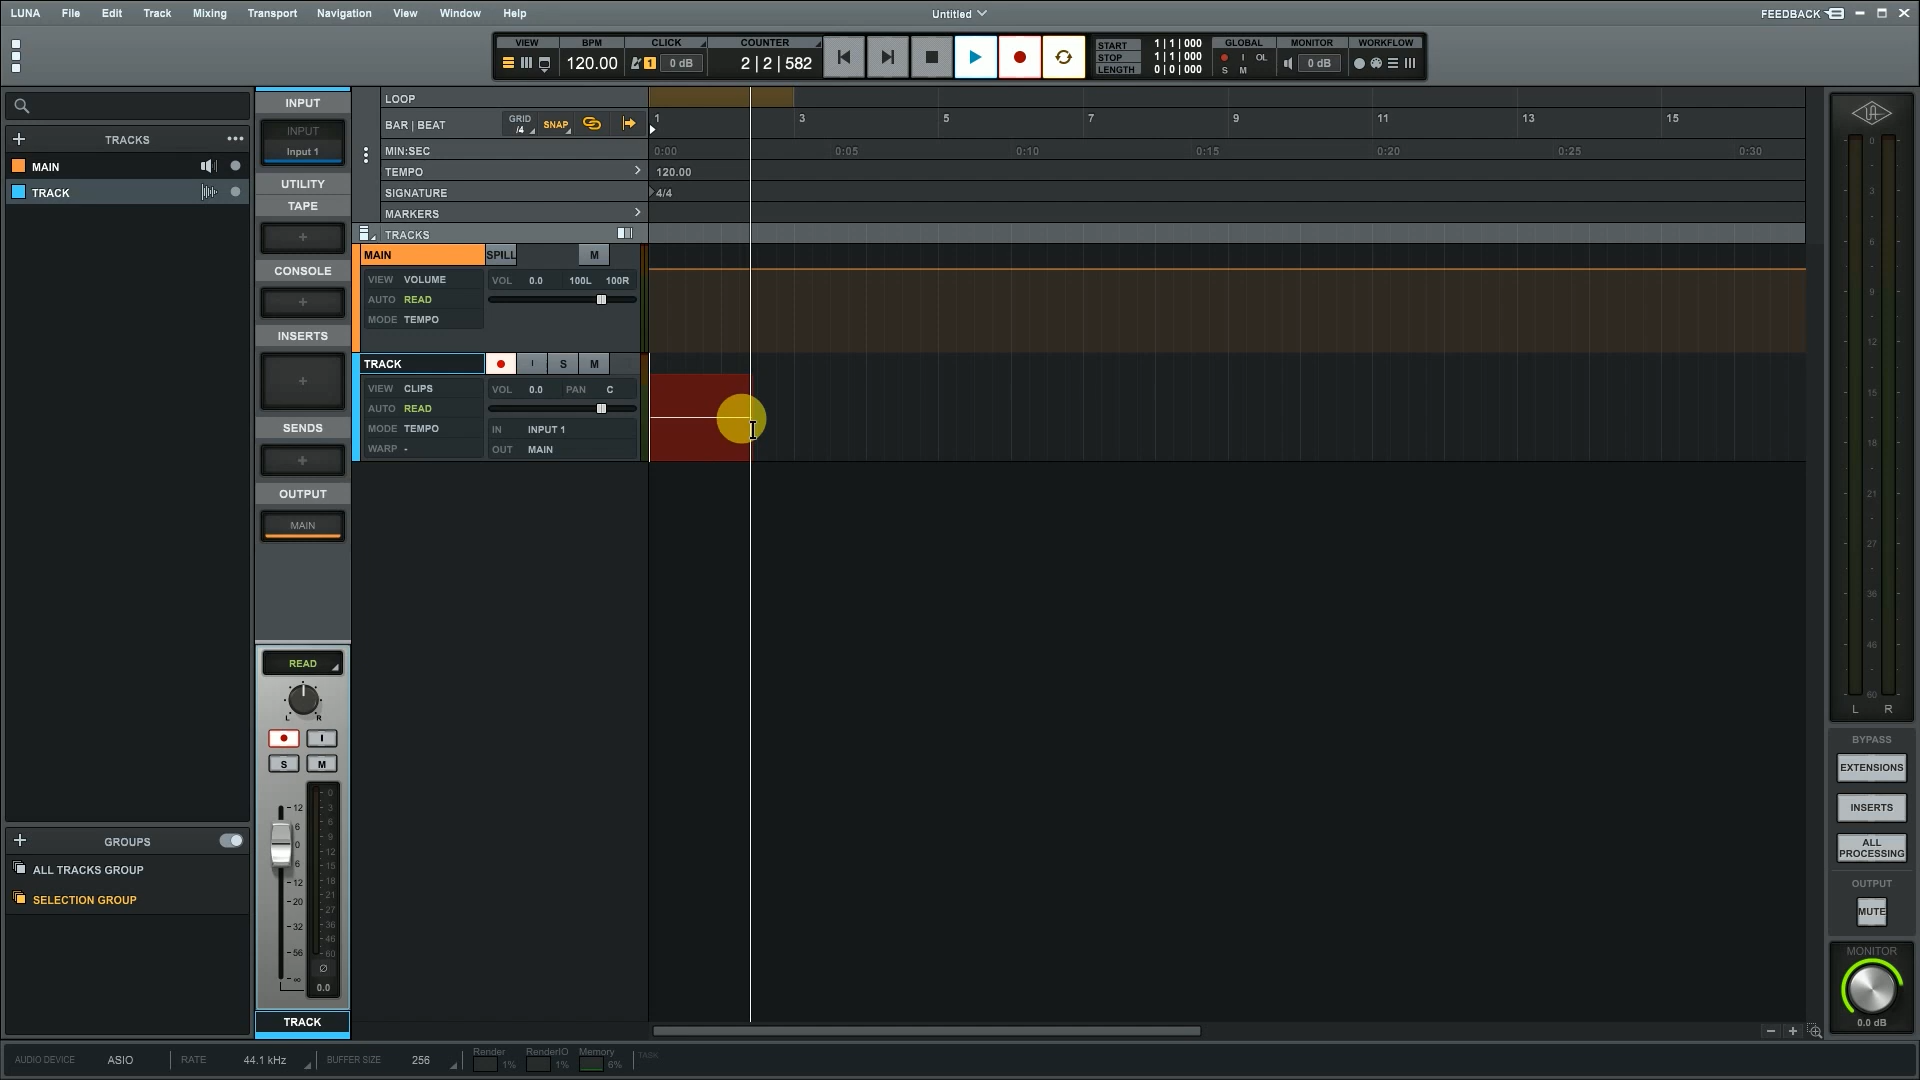 LUNA File Edit Track Mixing Transport Navigation View Window Help
Untitled
FEEDBACK
VIEW BPM CLICK COUNTER
120.00 1 0 dB 2 | 2 | 582
START 1 | 1 | 000
STOP 1 | 1 | 000
LENGTH 0 | 0 | 000
GLOBAL MONITOR WORKFLOW
I OL 0 dB
S M
TRACKS
MAIN
TRACK
GROUPS
ALL TRACKS GROUP
SELECTION GROUP
INPUT
INPUT
Input 1
UTILITY
TAPE
+
CONSOLE
+
INSERTS
+
SENDS
+
OUTPUT
MAIN
READ
L R
I
S M
12 0
3
6 6
9
0 12
15
6 18
21
12 24
20 27
30
32 36
46
56 60
∞ Ø
0.0
TRACK
LOOP
BAR | BEAT GRID /4 SNAP 1 3 5 7 9 11 13 15
MIN:SEC 0:00 0:05 0:10 0:15 0:20 0:25 0:30
TEMPO 120.00
SIGNATURE 4/4
MARKERS
TRACKS
MAIN SPILL M
VIEW VOLUME VOL 0.0 100L 100R
AUTO READ
MODE TEMPO
TRACK I S M
VIEW CLIPS VOL 0.0 PAN C
AUTO READ
MODE TEMPO IN INPUT 1
WARP - OUT MAIN
0
3
6
9
12
15
18
21
27
36
46
60
L R
BYPASS
EXTENSIONS
INSERTS
ALL
PROCESSING
OUTPUT
MUTE
MONITOR
0.0 dB
AUDIO DEVICE ASIO RATE 44.1 kHz BUFFER SIZE 256 Render 1% RenderIO 1% Memory 6% TASK